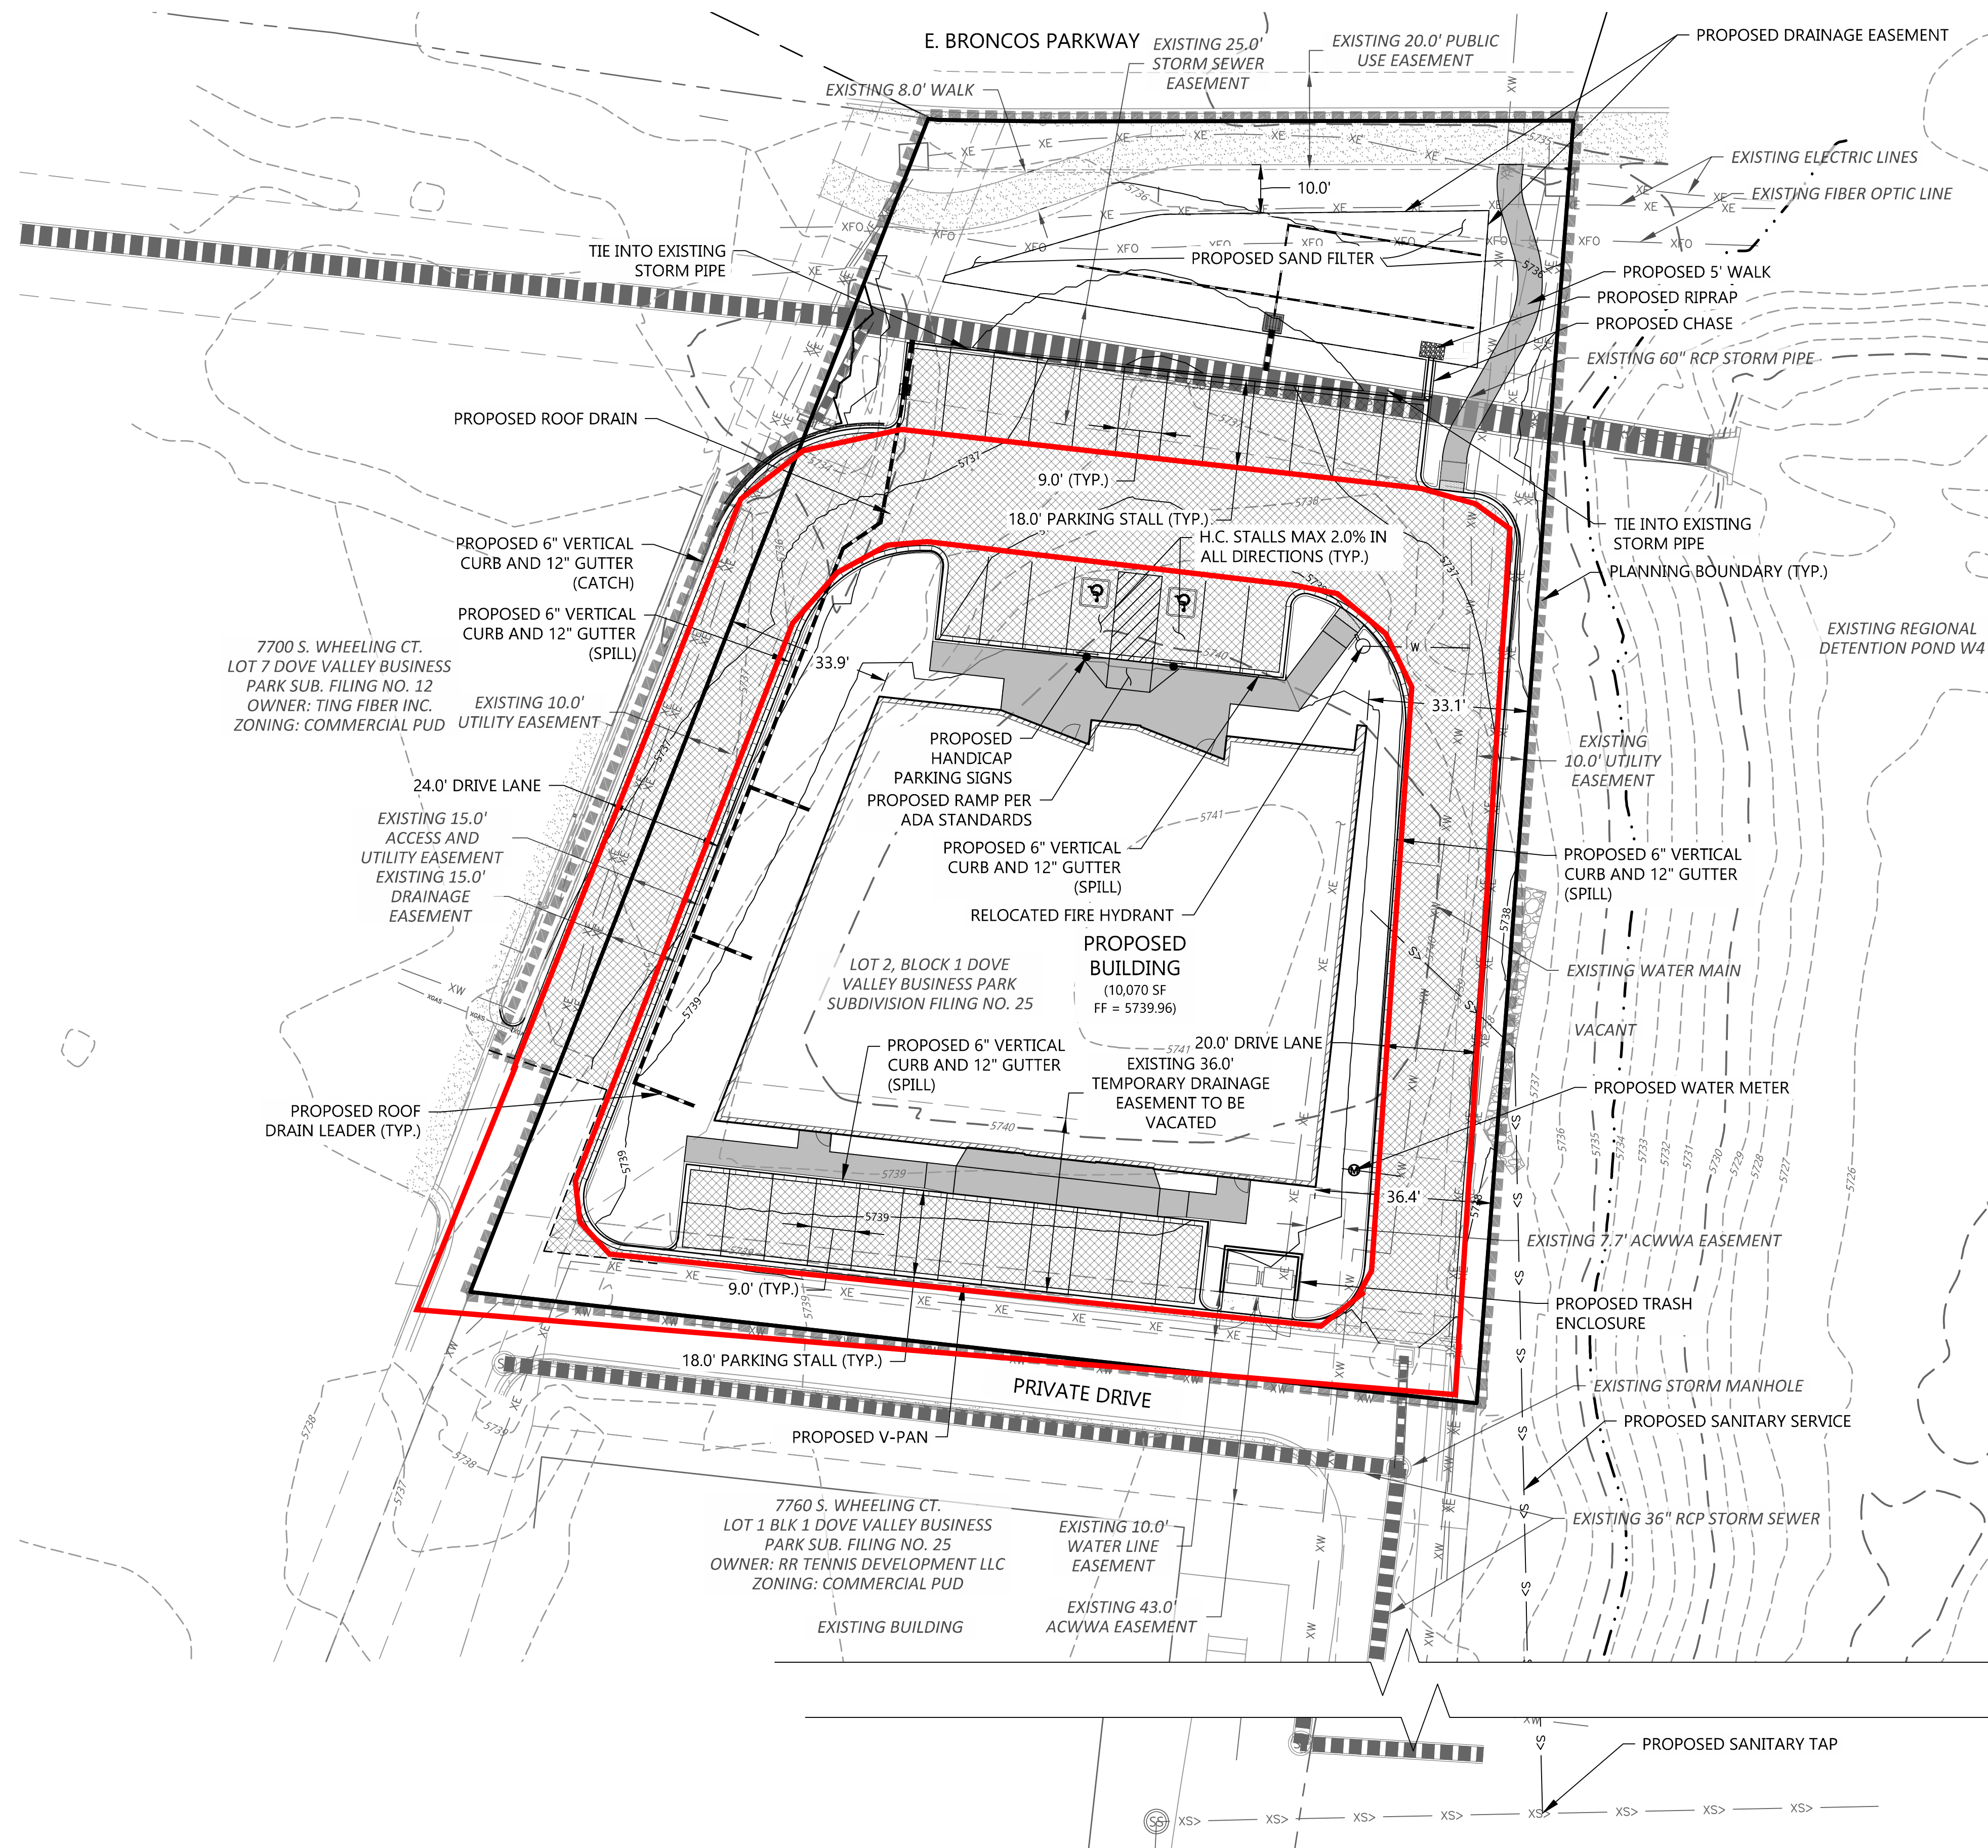 E. BRONCOS PARKWAY
EXISTING 25.0'
STORM SEWER
EASEMENT
EXISTING 20.0' PUBLIC
USE EASEMENT
PROPOSED DRAINAGE EASEMENT
EXISTING 8.0' WALK
EXISTING ELECTRIC LINES
EXISTING FIBER OPTIC LINE
10.0'
TIE INTO EXISTING
STORM PIPE
PROPOSED SAND FILTER
PROPOSED 5' WALK
PROPOSED RIPRAP
PROPOSED CHASE
EXISTING 60" RCP STORM PIPE
PROPOSED ROOF DRAIN
9.0' (TYP.)
18.0' PARKING STALL (TYP.)
H.C. STALLS MAX 2.0% IN
ALL DIRECTIONS (TYP.)
TIE INTO EXISTING
STORM PIPE
PLANNING BOUNDARY (TYP.)
PROPOSED 6" VERTICAL
CURB AND 12" GUTTER
(CATCH)
PROPOSED 6" VERTICAL
CURB AND 12" GUTTER
(SPILL)
EXISTING REGIONAL
DETENTION POND W4
7700 S. WHEELING CT.
LOT 7 DOVE VALLEY BUSINESS
PARK SUB. FILING NO. 12
OWNER: TING FIBER INC.
ZONING: COMMERCIAL PUD
EXISTING 10.0'
UTILITY EASEMENT
33.9'
33.1'
EXISTING
10.0' UTILITY
EASEMENT
PROPOSED
HANDICAP
PARKING SIGNS
PROPOSED RAMP PER
ADA STANDARDS
24.0' DRIVE LANE
EXISTING 15.0'
ACCESS AND
UTILITY EASEMENT
EXISTING 15.0'
DRAINAGE
EASEMENT
PROPOSED 6" VERTICAL
CURB AND 12" GUTTER
(SPILL)
PROPOSED 6" VERTICAL
CURB AND 12" GUTTER
(SPILL)
RELOCATED FIRE HYDRANT
PROPOSED
BUILDING
(10,070 SF
FF = 5739.96)
LOT 2, BLOCK 1 DOVE
VALLEY BUSINESS PARK
SUBDIVISION FILING NO. 25
EXISTING WATER MAIN
VACANT
PROPOSED 6" VERTICAL
CURB AND 12" GUTTER
(SPILL)
20.0' DRIVE LANE
EXISTING 36.0'
TEMPORARY DRAINAGE
EASEMENT TO BE
VACATED
PROPOSED WATER METER
PROPOSED ROOF
DRAIN LEADER (TYP.)
36.4'
EXISTING 7.7' ACWWA EASEMENT
9.0' (TYP.)
PROPOSED TRASH
ENCLOSURE
18.0' PARKING STALL (TYP.)
PRIVATE DRIVE
EXISTING STORM MANHOLE
PROPOSED SANITARY SERVICE
PROPOSED V-PAN
7760 S. WHEELING CT.
LOT 1 BLK 1 DOVE VALLEY BUSINESS
PARK SUB. FILING NO. 25
OWNER: RR TENNIS DEVELOPMENT LLC
ZONING: COMMERCIAL PUD
EXISTING 10.0'
WATER LINE
EASEMENT
EXISTING 36" RCP STORM SEWER
EXISTING BUILDING
EXISTING 43.0'
ACWWA EASEMENT
PROPOSED SANITARY TAP